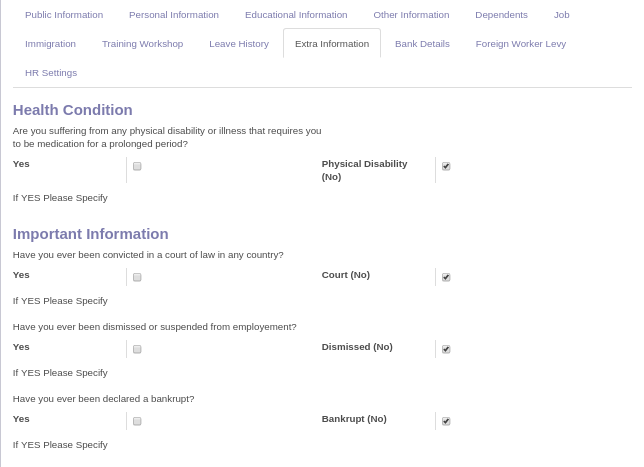 Public Information Personal Information Educational Information Other Information Dependents Job
Immigration Training Workshop Leave History Extra Information Bank Details Foreign Worker Levy
HR Settings
Health Condition
Are you suffering from any physical disability or illness that requires you
to be medication for a prolonged period?
Yes Physical Disability
(No)
If YES Please Specify
Important Information
Have you ever been convicted in a court of law in any country?
Yes Court (No)
If YES Please Specify
Have you ever been dismissed or suspended from employement?
Yes Dismissed (No)
If YES Please Specify
Have you ever been declared a bankrupt?
Yes Bankrupt (No)
If YES Please Specify